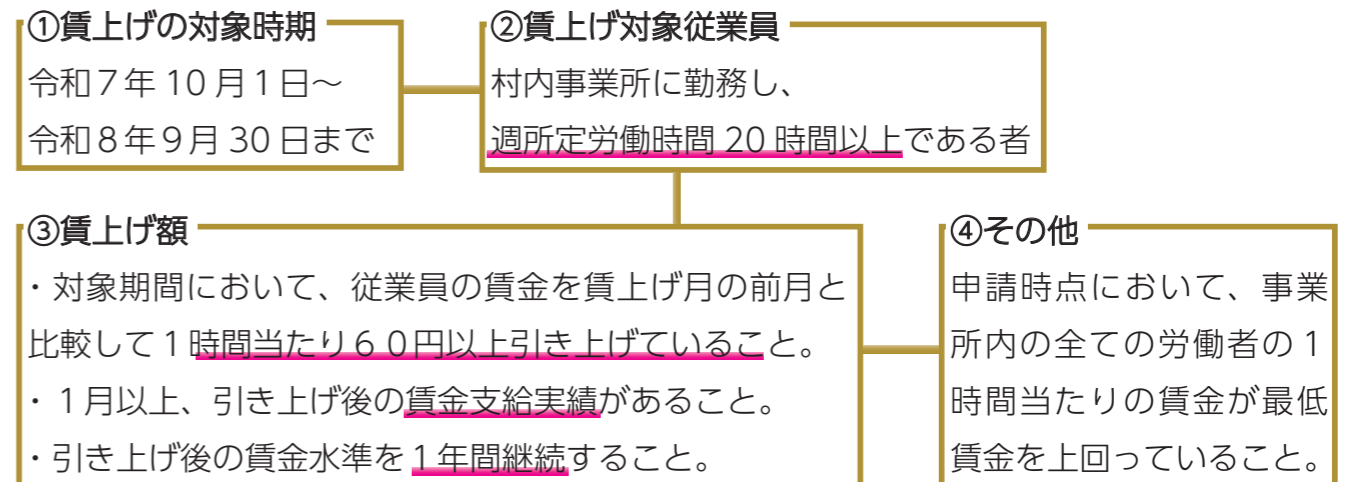 ①賃上げの対象時期
令和７年 10 月１日～
令和８年９月 30 日まで
②賃上げ対象従業員
村内事業所に勤務し、
週所定労働時間 20 時間以上である者
③賃上げ額
・対象期間において、従業員の賃金を賃上げ月の前月と
比較して１時間当たり６０円以上引き上げていること。
・１月以上、引き上げ後の賃金支給実績があること。
・引き上げ後の賃金水準を１年間継続すること。
④その他
申請時点において、事業
所内の全ての労働者の１
時間当たりの賃金が最低
賃金を上回っていること。